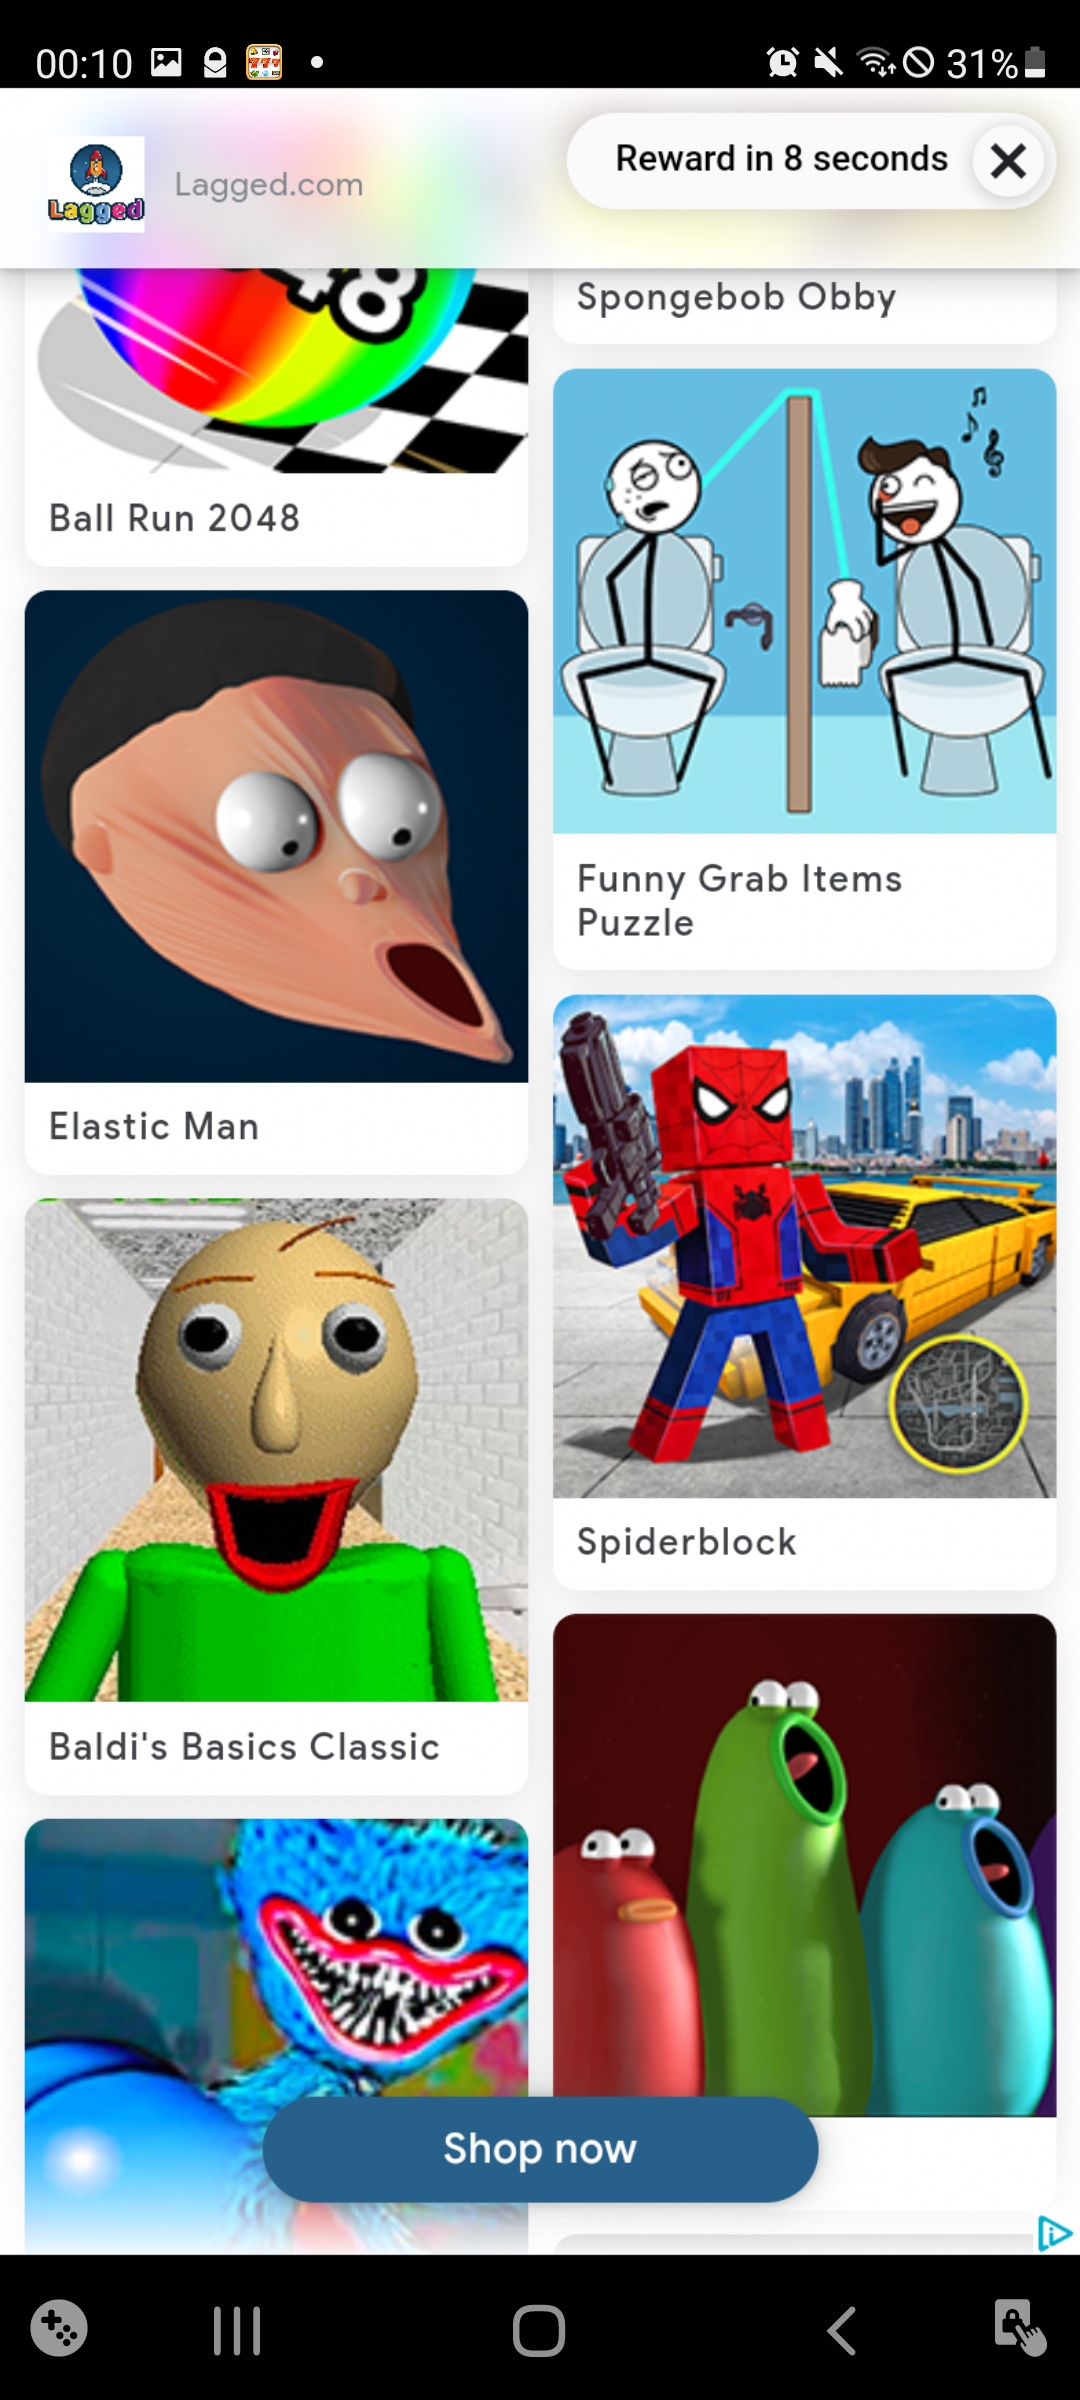 00:10
31%
Lagged
Lagged.com
Reward in 8 seconds
48
Ball Run 2048
Spongebob Obby
Funny Grab Items
Puzzle
Elastic Man
Spiderblock
Baldi's Basics Classic
Shop now